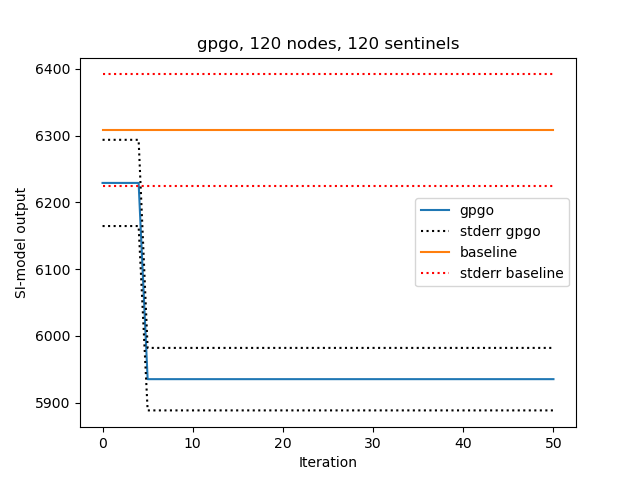 gpgo, 120 nodes, 120 sentinels
SI-model output
6400
6300
6200
6100
6000
5900
gpgo
stderr gpgo
baseline
stderr baseline
0
10
20
30
40
50
Iteration